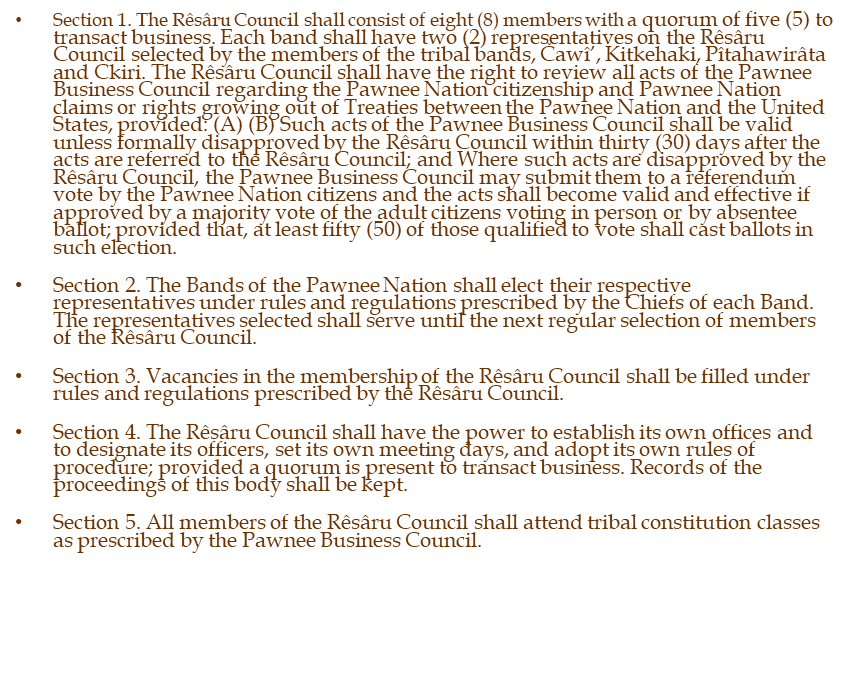 • Section 1. The Rêsâru Council shall consist of eight (8) members with a quorum of five (5) to
transact business. Each band shall have two (2) representatives on the Rêsâru
Council selected by the members of the tribal bands, Cawî’, Kitkehaki, Pîtahawirâta
and Ckiri. The Rêsâru Council shall have the right to review all acts of the Pawnee
Business Council regarding the Pawnee Nation citizenship and Pawnee Nation
claims or rights growing out of Treaties between the Pawnee Nation and the United
States, provided: (A) (B) Such acts of the Pawnee Business Council shall be valid
unless formally disapproved by the Rêsâru Council within thirty (30) days after the
acts are referred to the Rêsâru Council; and Where such acts are disapproved by the
Rêsâru Council, the Pawnee Business Council may submit them to a referendum
vote by the Pawnee Nation citizens and the acts shall become valid and effective if
approved by a majority vote of the adult citizens voting in person or by absentee
ballot; provided that, at least fifty (50) of those qualified to vote shall cast ballots in
such election.
• Section 2. The Bands of the Pawnee Nation shall elect their respective
representatives under rules and regulations prescribed by the Chiefs of each Band.
The representatives selected shall serve until the next regular selection of members
of the Rêsâru Council.
• Section 3. Vacancies in the membership of the Rêsâru Council shall be filled under
rules and regulations prescribed by the Rêsâru Council.
• Section 4. The Rêsâru Council shall have the power to establish its own offices and
to designate its officers, set its own meeting days, and adopt its own rules of
procedure; provided a quorum is present to transact business. Records of the
proceedings of this body shall be kept.
• Section 5. All members of the Rêsâru Council shall attend tribal constitution classes
as prescribed by the Pawnee Business Council.